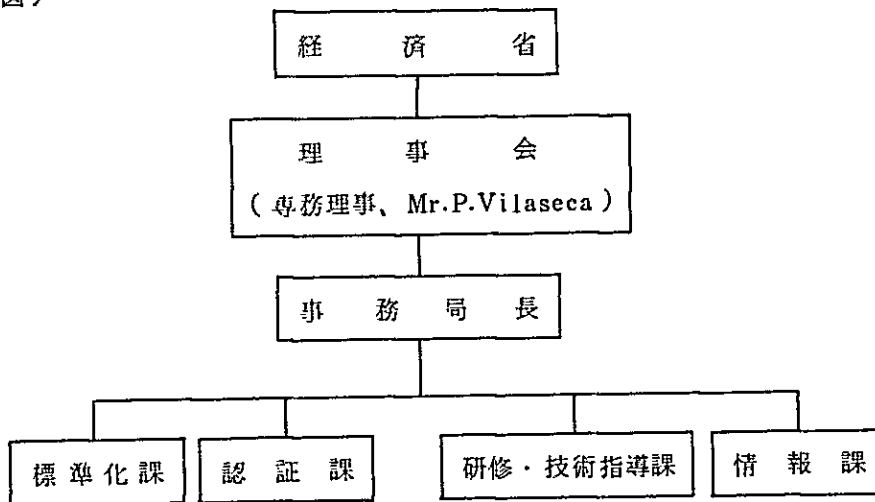 経済省
理事会
(専務理事、Mr.P.Vilaseca)
事務局長
標準化課 認証課 研修・技術指導課 情報課